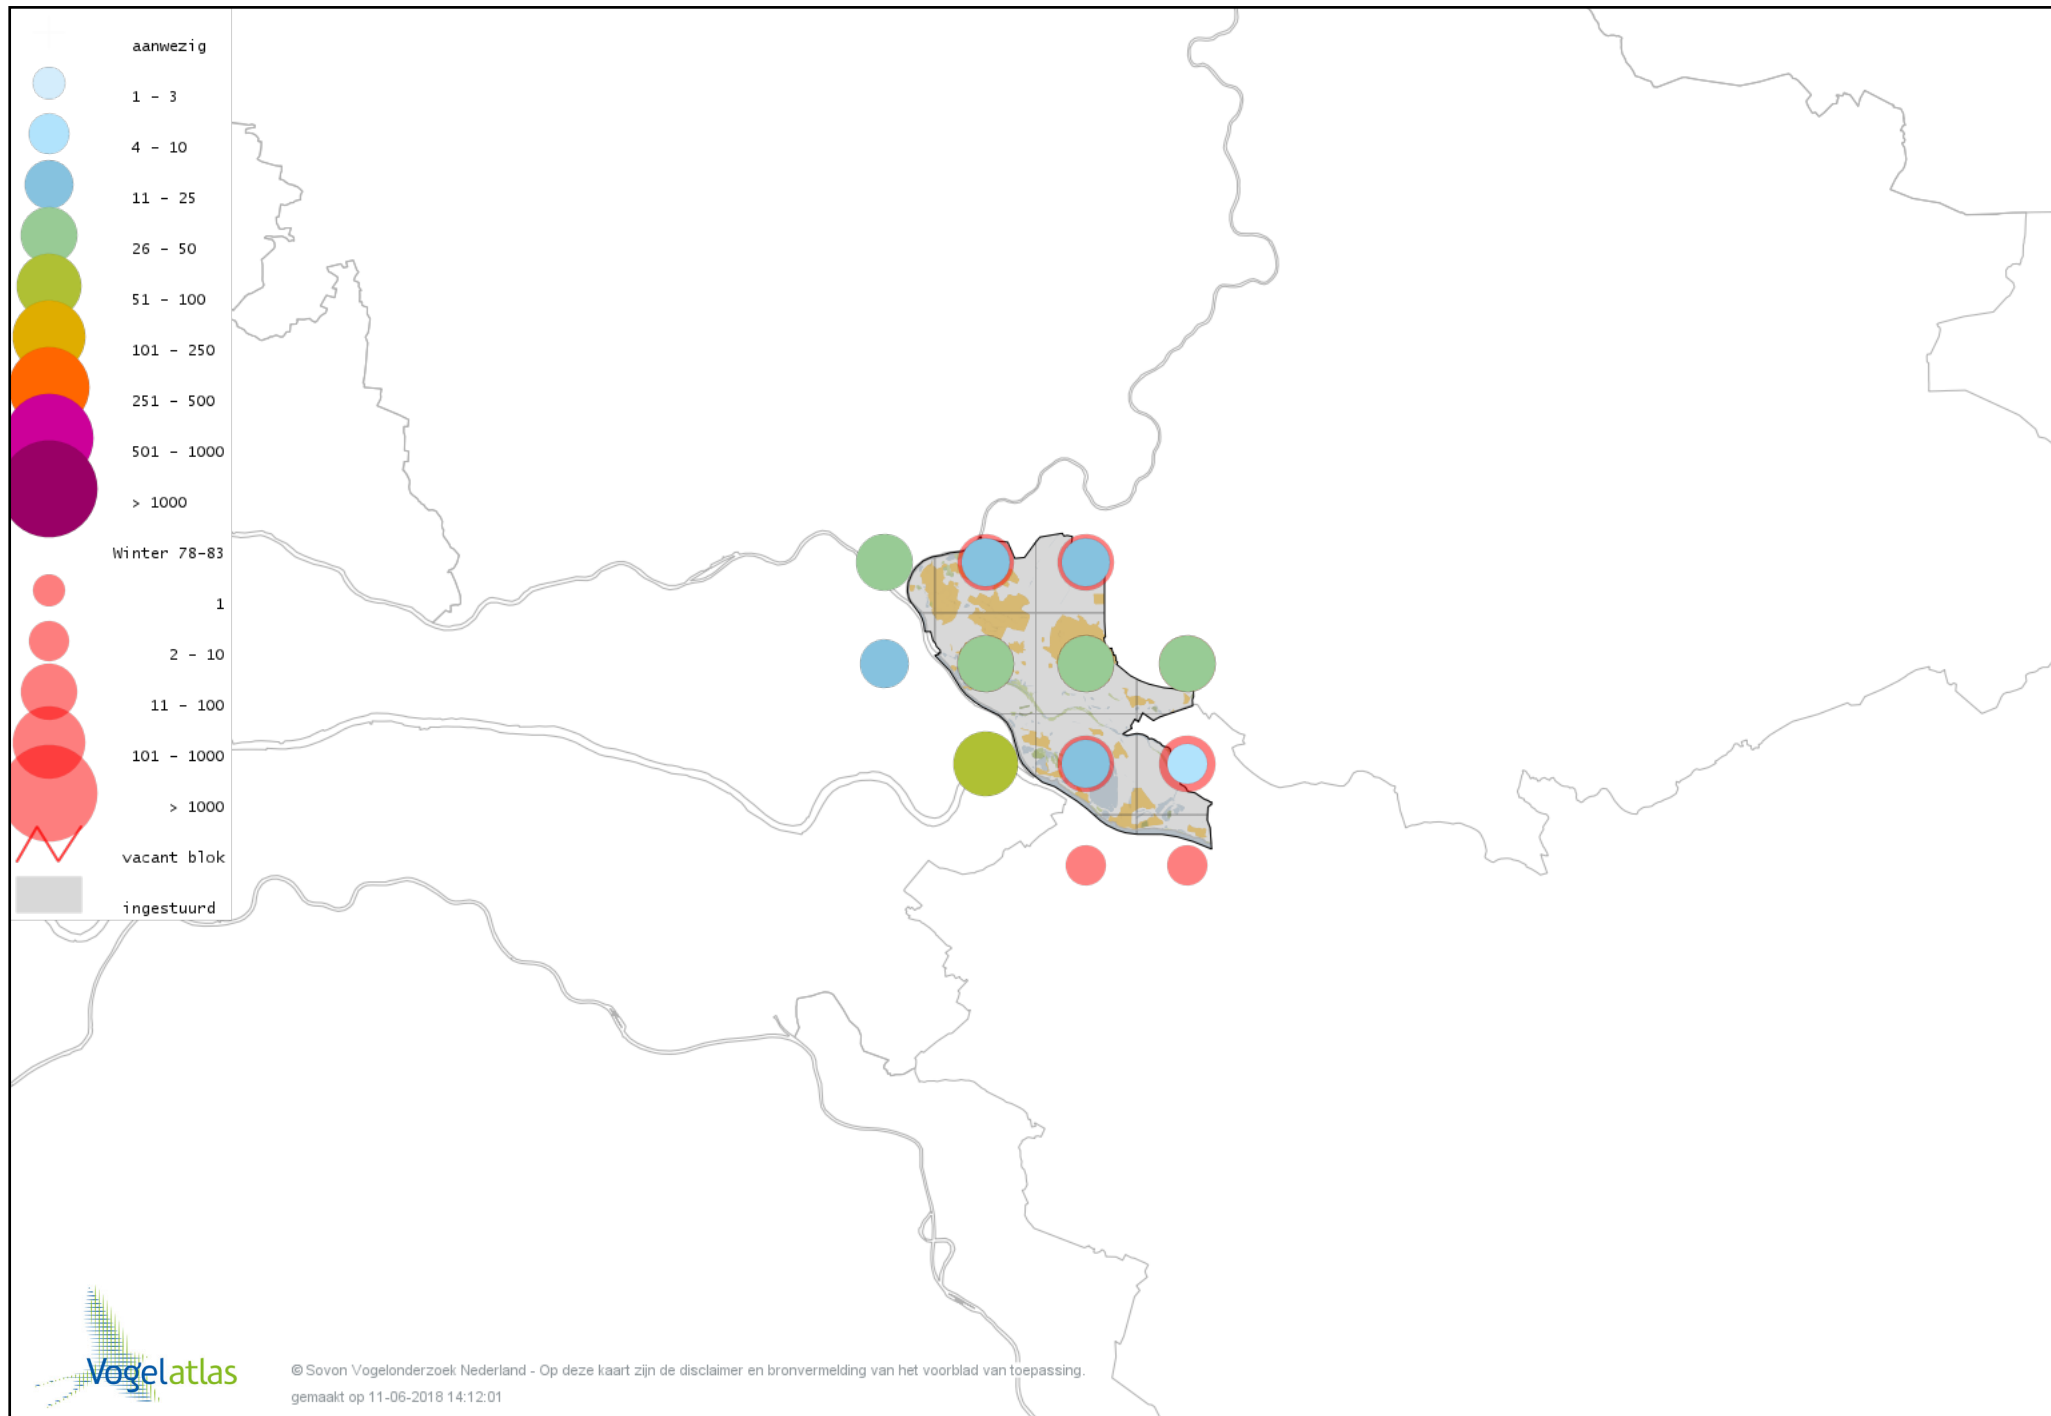 aanwezig
1 - 3
4 - 10
11 - 25
26 - 50
51 - 100
101 - 250
251 - 500
501 - 1000
> 1000
Winter 78-83
1
2 - 10
11 - 100
101 - 1000
> 1000
vacant blok
ingestuurd
Vogelatlas
© Sovon Vogelonderzoek Nederland - Op deze kaart zijn de disclaimer en bronvermelding van het voorblad van toepassing.
gemaakt op 11-06-2018 14:12:01